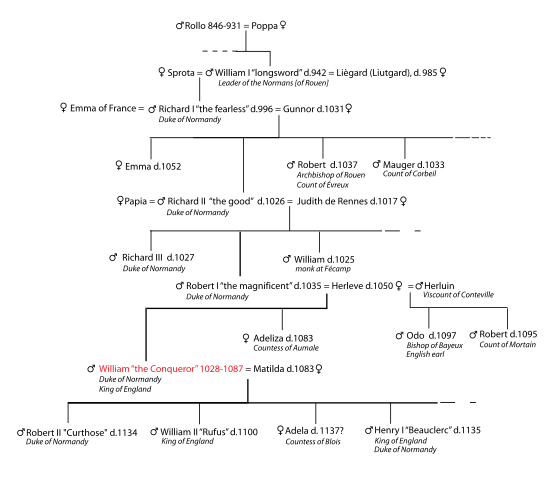 ♂Rollo 846-931 = Poppa♀
♀ Sprota = ♂ William I "longsword" d.942 = Liègard (Liutgard), d. 985 ♀
Leader of the Normans [of Rouen]
♀ Emma of France = ♂ Richard I "the fearless" d.996 = Gunnor d.1031♀
Duke of Normandy
♀ Emma d.1052
♂ Robert d.1037
Archbishop of Rouen
Count of Évreux
♂ Mauger d.1033
Count of Corbeil
♀Papia = ♂ Richard II "the good" d.1026 = Judith de Rennes d.1017 ♀
Duke of Normandy
♂ Richard III d.1027
Duke of Normandy
♂ William d.1025
monk at Fécamp
♂ Robert I "the magnificent" d.1035 = Herleve d.1050 ♀ = ♂Herluin
Duke of Normandy
Viscount of Conteville
♀ Adeliza d.1083
Countess of Aumale
♂ Odo d.1097
Bishop of Bayeux
English earl
♂ Robert d.1095
Count of Mortain
♂ William "the Conqueror" 1028-1087 = Matilda d.1083♀
Duke of Normandy
King of England
♂Robert II "Curthose" d.1134
Duke of Normandy
♂ William II "Rufus" d.1100
King of England
♀Adela d. 1137?
Countess of Blois
♂Henry I "Beauclerc" d.1135
King of England
Duke of Normandy